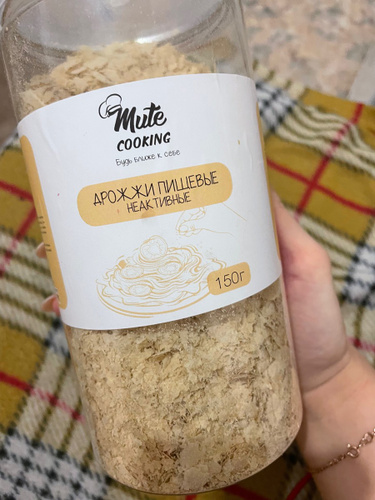 Mute
COOKING
Будь ближе к себе
ДРОЖЖИ ПИЩЕВЫЕ
НЕАКТИВНЫЕ
150г